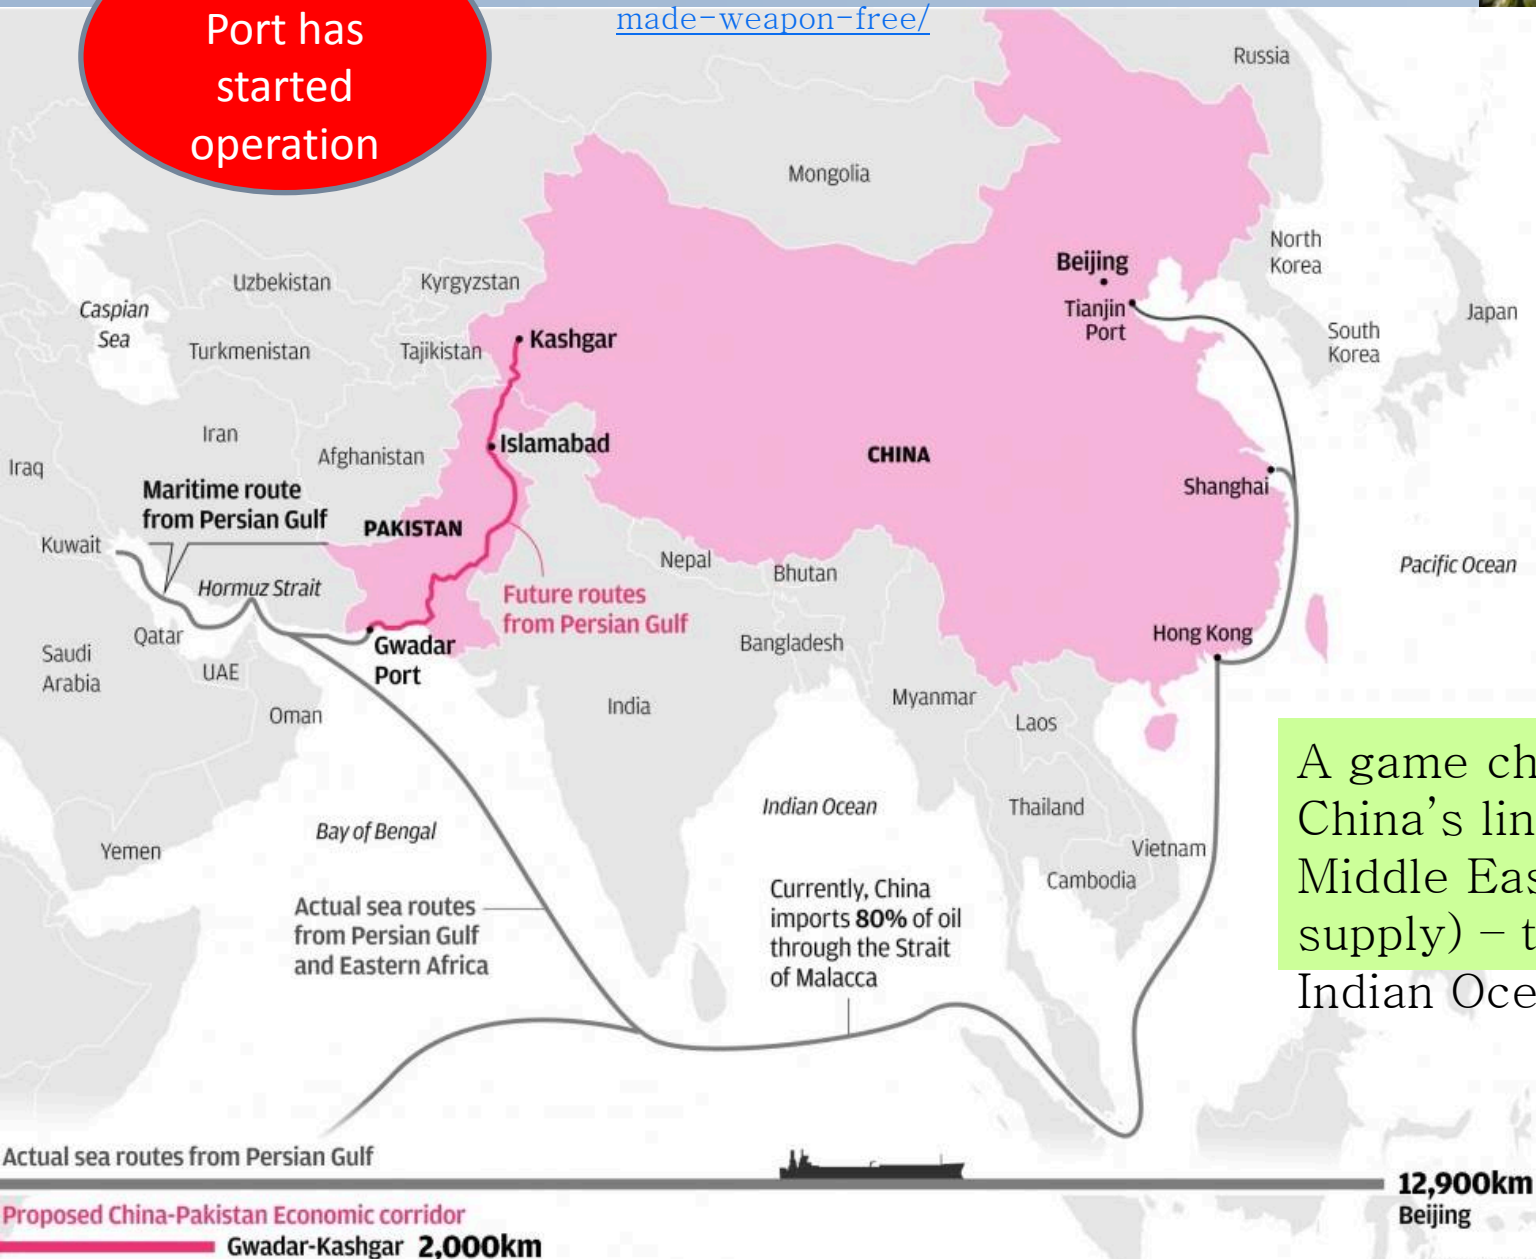 Port has
started
operation
made-weapon-free/
Russia
Mongolia
North
Korea
Beijing
Uzbekistan
Kyrgyzstan
Caspian
Sea
Tianjin
Port
Japan
South
Korea
Kashgar
Turkmenistan
Tajikistan
Iran
Islamabad
Afghanistan
CHINA
Iraq
Shanghai
Maritime route
from Persian Gulf
PAKISTAN
Kuwait
Nepal
Bhutan
Pacific Ocean
Hormuz Strait
Future routes
from Persian Gulf
Qatar
Gwadar
Port
Bangladesh
Hong Kong
Saudi
Arabia
UAE
India
Myanmar
Oman
Laos
A game ch
China's lin
Middle Eas
supply) – t
Indian Oce
Indian Ocean
Thailand
Bay of Bengal
Yemen
Vietnam
Cambodia
Currently, China
imports 80% of oil
through the Strait
of Malacca
Actual sea routes
from Persian Gulf
and Eastern Africa
Actual sea routes from Persian Gulf
12,900km
Beijing
Proposed China-Pakistan Economic corridor
Gwadar-Kashgar 2,000km